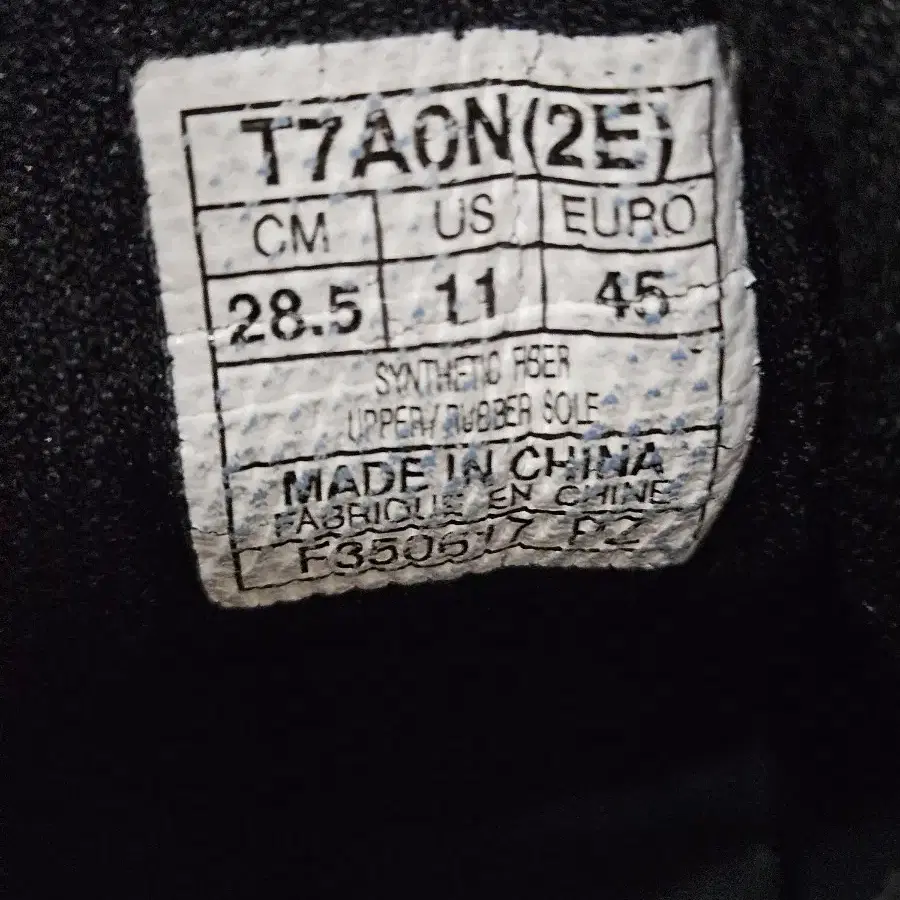 T7A0N(2E)
CM US EURO
28.5 11 45
SYNTHETIC FIBER
UPPER/RUBBER SOLE
MADE IN CHINA
FABRIQUE EN CHINE
PZ